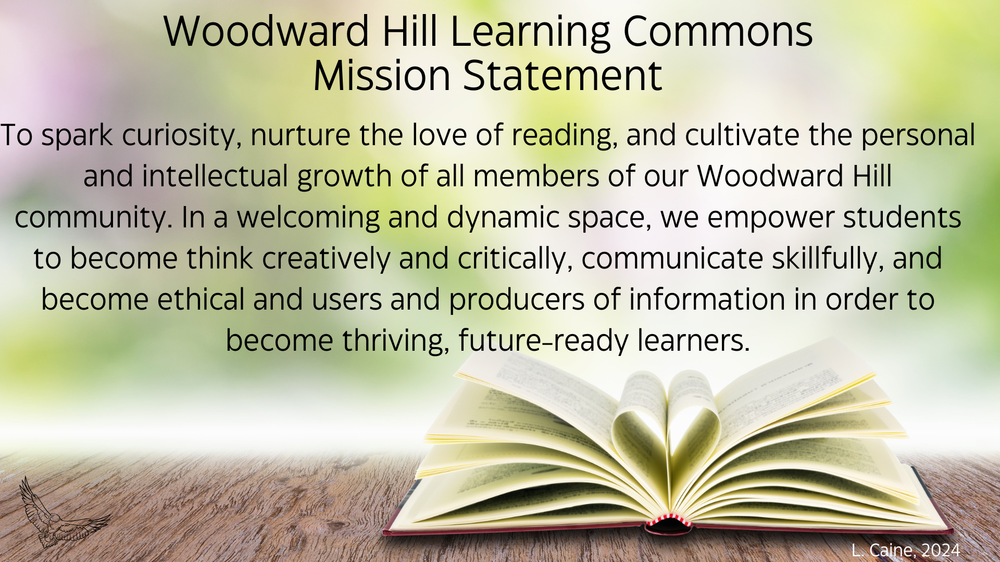 Woodward Hill Learning Commons
Mission Statement
To spark curiosity, nurture the love of reading, and cultivate the personal
and intellectual growth of all members of our Woodward Hill
community. In a welcoming and dynamic space, we empower students
to become think creatively and critically, communicate skillfully, and
become ethical and users and producers of information in order to
become thriving, future-ready learners.
L. Caine, 2024